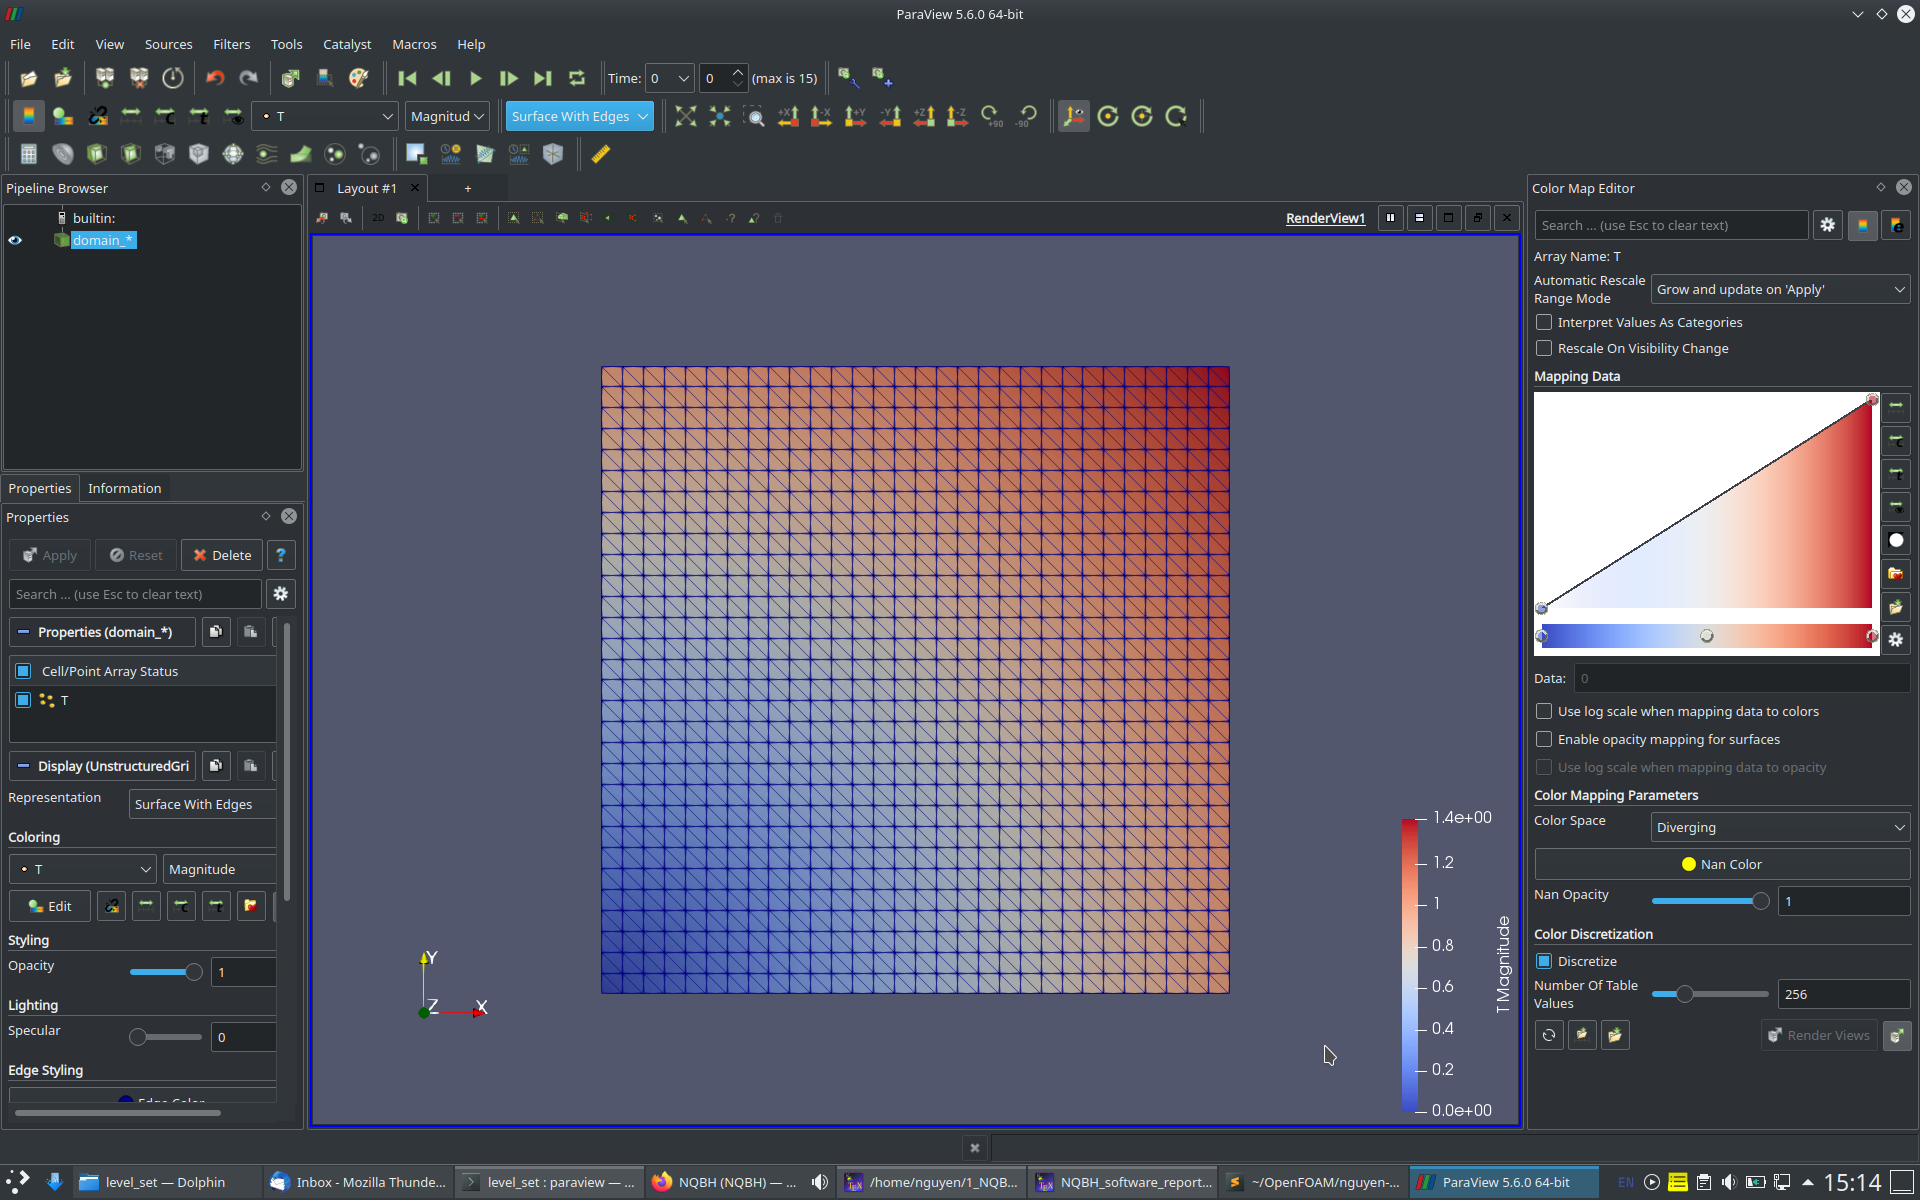 ParaView 5.6.0 64-bit
File Edit View Sources Filters Tools Catalyst Macros Help
Time: 0 0 (max is 15)
T Magnitud Surface With Edges +X -X +Y -Y +Z -Z +90 -90
Pipeline Browser
builtin:
domain_*
Layout #1 +
2D RenderView1
Properties Information
Properties
Apply Reset Delete ?
Search ... (use Esc to clear text)
Properties (domain_*)
Cell/Point Array Status
T
Display (UnstructuredGri
Representation Surface With Edges
Coloring
T Magnitude
Edit
Styling
Opacity 1
Lighting
Specular 0
Edge Styling
Edge Color
Y
Z X
1.4e+00
1.2
1
0.8
0.6
0.4
0.2
0.0e+00
T Magnitude
Color Map Editor
Search ... (use Esc to clear text)
Array Name: T
Automatic Rescale
Range Mode
Grow and update on 'Apply'
Interpret Values As Categories
Rescale On Visibility Change
Mapping Data
Data: 0
Use log scale when mapping data to colors
Enable opacity mapping for surfaces
Use log scale when mapping data to opacity
Color Mapping Parameters
Color Space Diverging
Nan Color
Nan Opacity 1
Color Discretization
Discretize
Number Of Table
Values
256
Render Views
level_set — Dolphin Inbox - Mozilla Thunde... level_set : paraview — ... NQBH (NQBH) — ... /home/nguyen/1_NQB... NQBH_software_report... ~/OpenFOAM/nguyen-... ParaView 5.6.0 64-bit EN 15:14